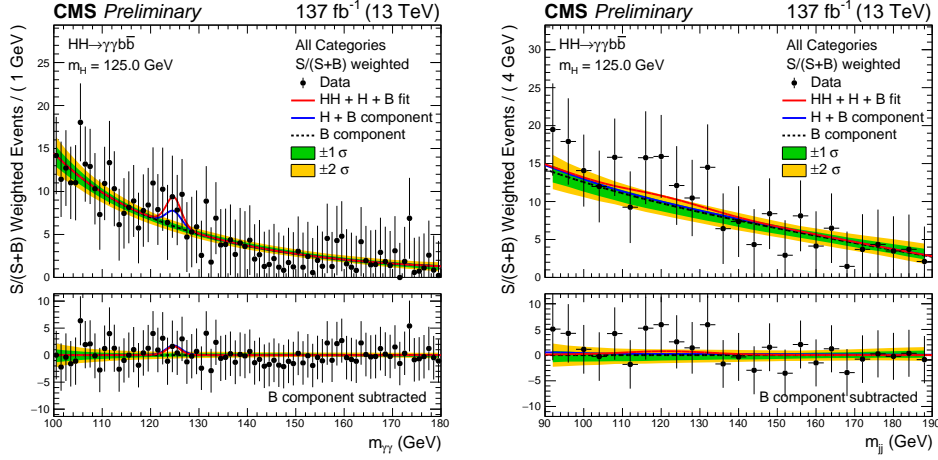 CMS Preliminary 137 fb⁻¹ (13 TeV)
S/(S+B) Weighted Events / ( 1 GeV )
HH→γγbb̅
m_H = 125.0 GeV
All Categories
S/(S+B) weighted
Data
HH + H + B fit
H + B component
B component
±1 σ
±2 σ
30
25
20
15
10
5
0
10
5
0
−5
−10
B component subtracted
100 110 120 130 140 150 160 170 180
m_γγ (GeV)
CMS Preliminary 137 fb⁻¹ (13 TeV)
S/(S+B) Weighted Events / ( 4 GeV )
HH→γγbb̅
m_H = 125.0 GeV
All Categories
S/(S+B) weighted
Data
HH + H + B fit
H + B component
B component
±1 σ
±2 σ
30
25
20
15
10
5
0
10
5
0
−5
−10
B component subtracted
90 100 110 120 130 140 150 160 170 180 190
m_jj (GeV)